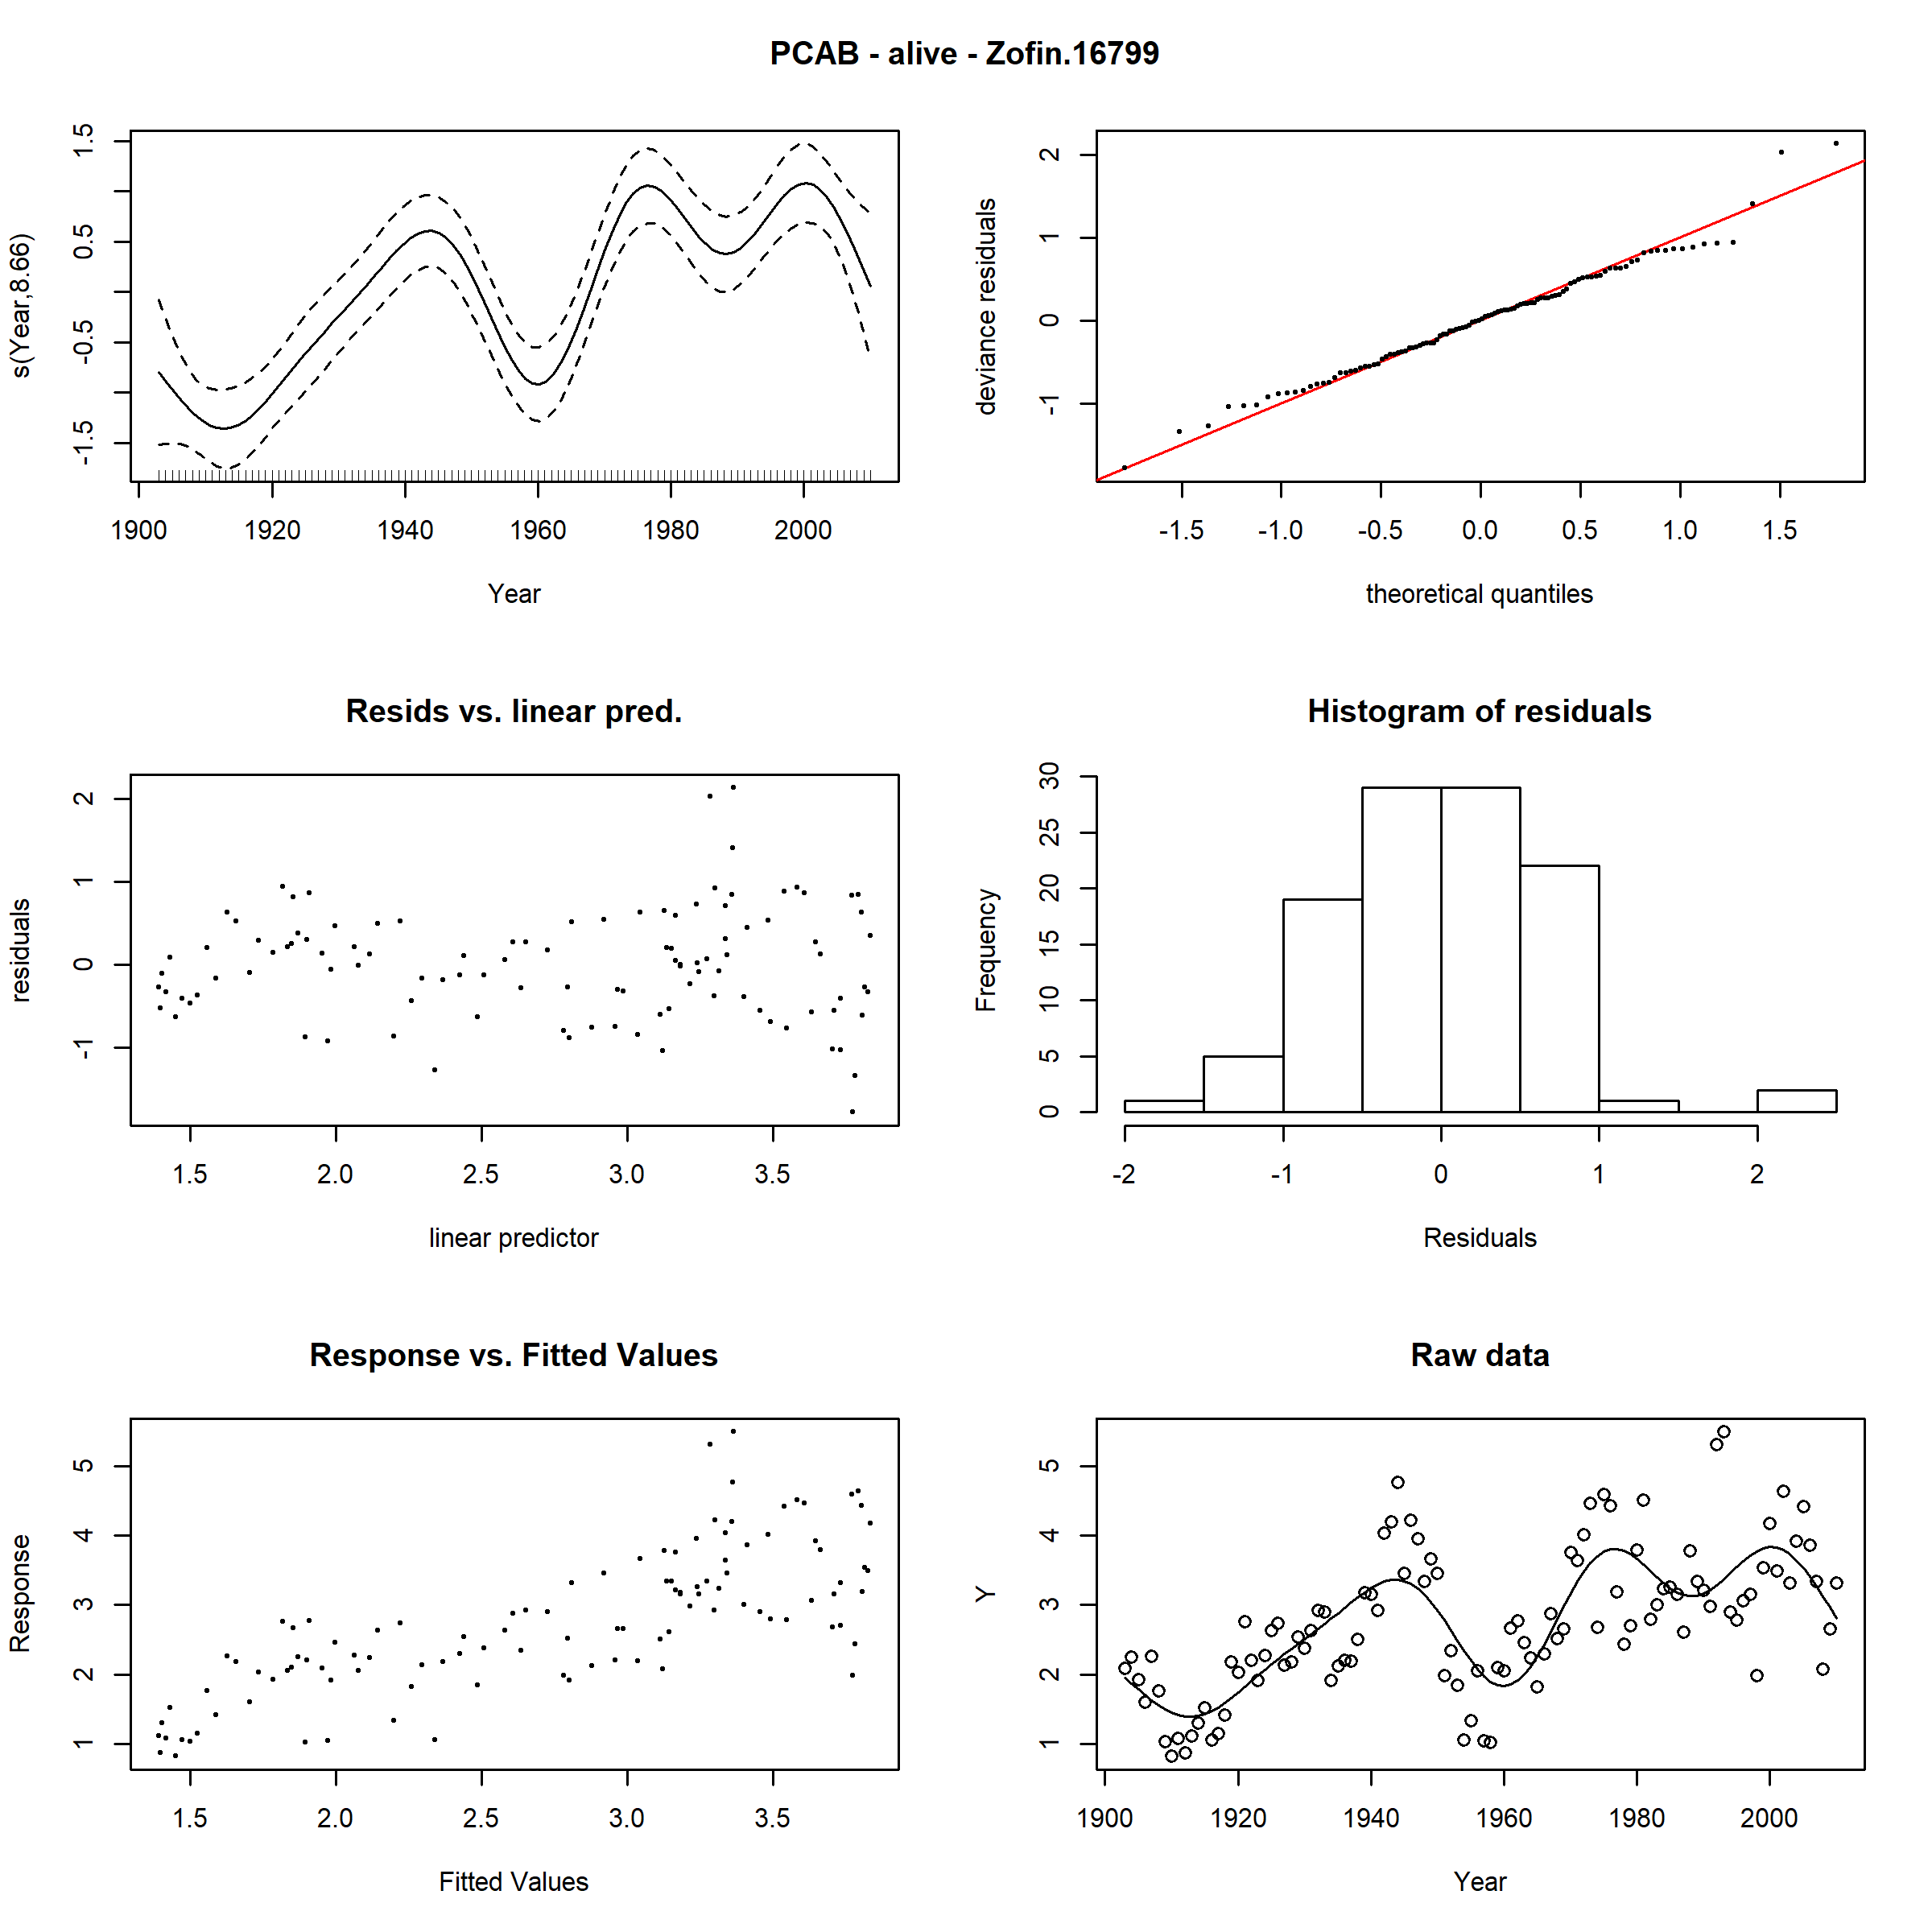 PCAB - alive - Zofin.16799
s(Year,8.66)
-1.5 -0.5 0.5 1.5
1900 1920 1940 1960 1980 2000
Year
deviance residuals
-1 0 1 2
-1.5 -1.0 -0.5 0.0 0.5 1.0 1.5
theoretical quantiles
Resids vs. linear pred.
residuals
-1 0 1 2
1.5 2.0 2.5 3.0 3.5
linear predictor
Histogram of residuals
Frequency
0 5 10 15 20 25 30
-2 -1 0 1 2
Residuals
Response vs. Fitted Values
Response
1 2 3 4 5
1.5 2.0 2.5 3.0 3.5
Fitted Values
Raw data
Y
1 2 3 4 5
1900 1920 1940 1960 1980 2000
Year